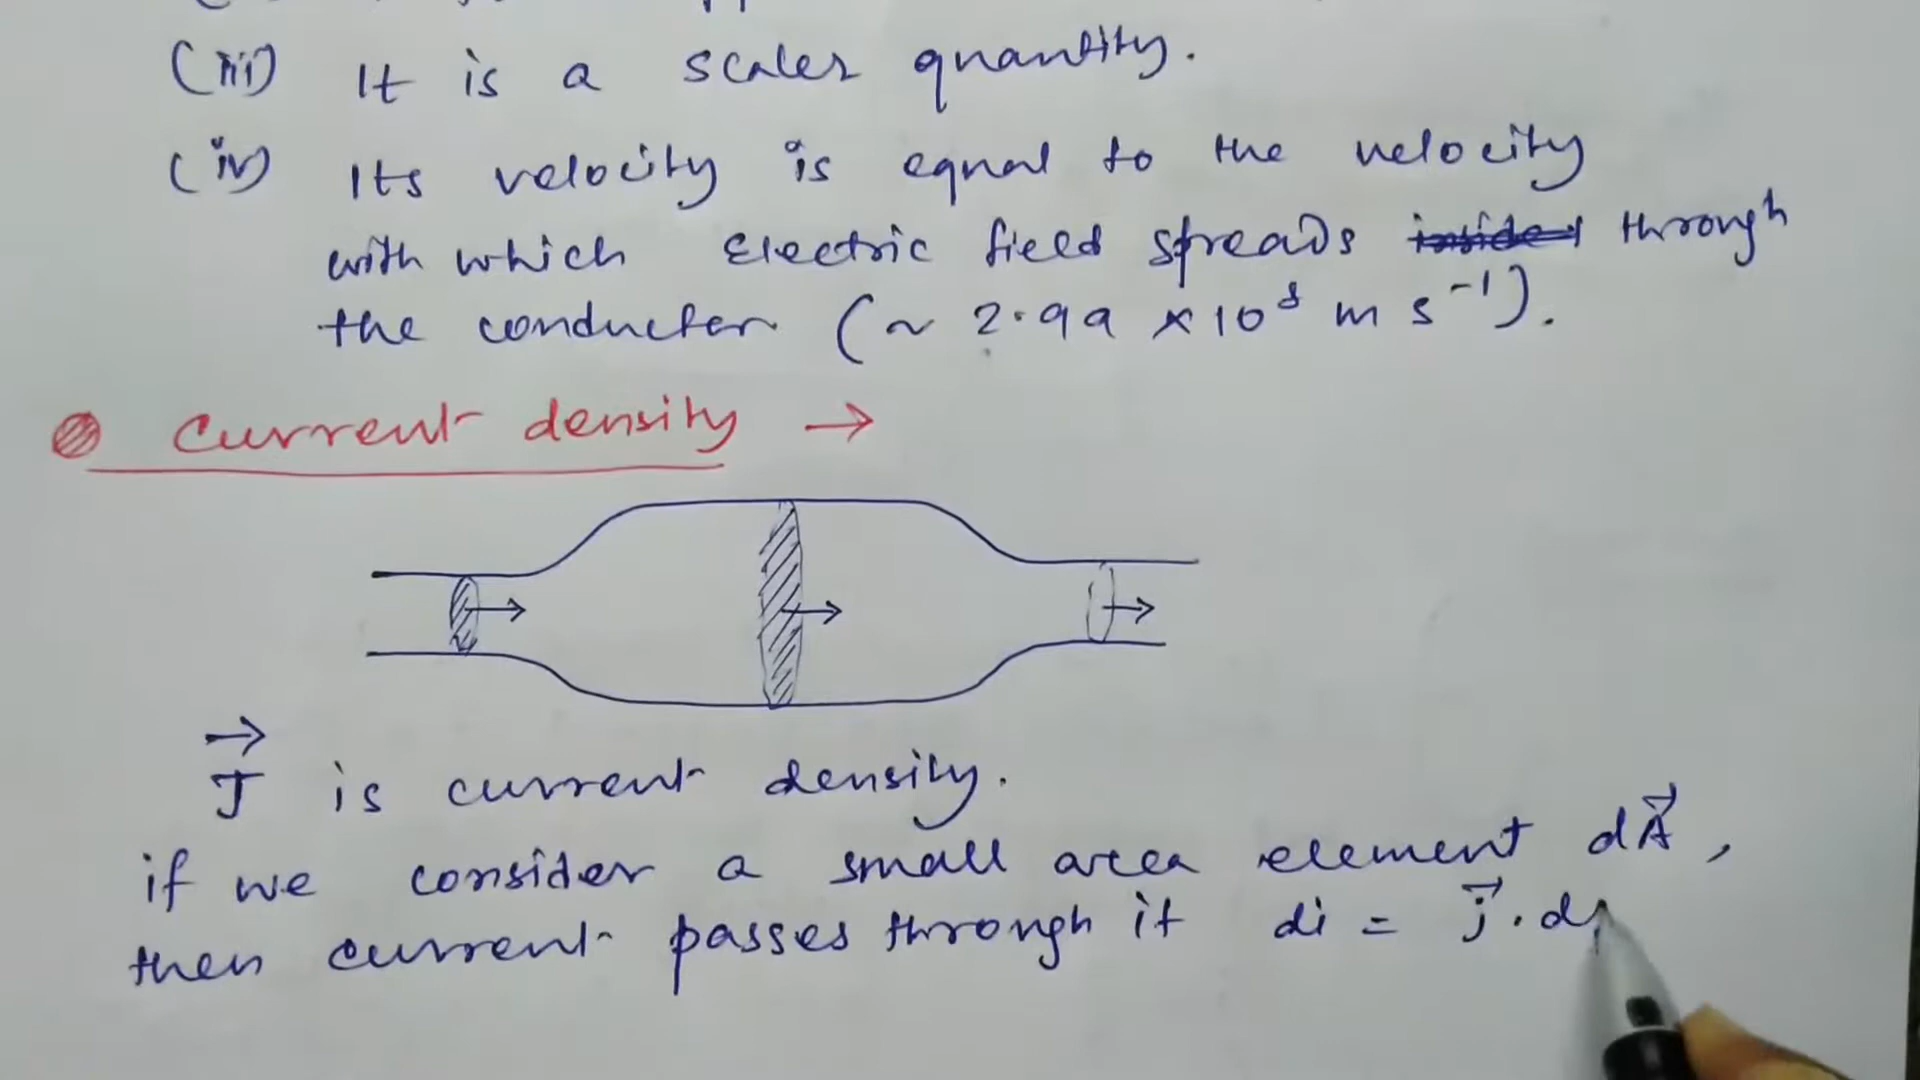 (iii) It is a scaler quantity.
(iv) Its velocity is equal to the velocity
with which Electric field spreads through
the conductor (~ 2.99 × 10⁸ m s⁻¹).
Current density →
J⃗ is current density.
if we consider a small area element dA⃗,
then current passes through it di = j⃗ . d